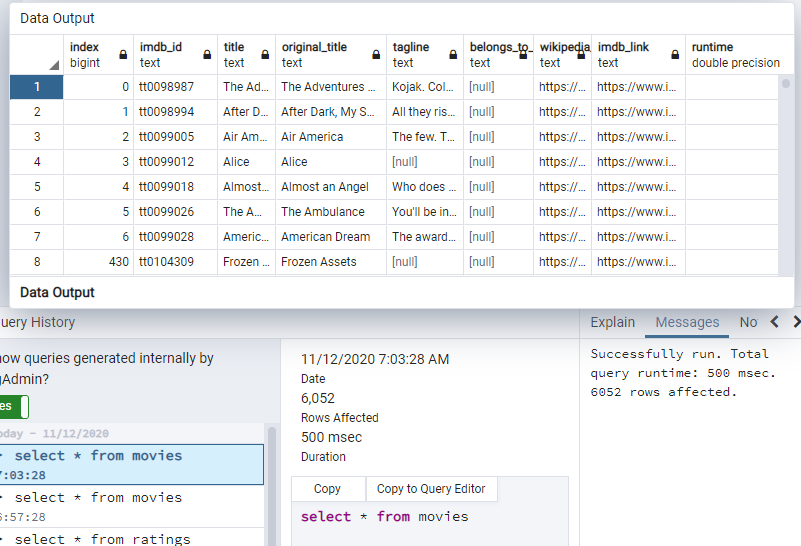 Data Output
index imdb_id title original_title tagline belongs_to_ wikipedia_ imdb_link runtime
bigint text text text text text text text double precision
1 0 tt0098987 The Ad... The Adventures ... Kojak. Col... [null] https://... https://www.i...
2 1 tt0098994 After D... After Dark, My S... All they ris... [null] https://... https://www.i...
3 2 tt0099005 Air Am... Air America The few. T... [null] https://... https://www.i...
4 3 tt0099012 Alice Alice [null] [null] https://... https://www.i...
5 4 tt0099018 Almost... Almost an Angel Who does ... [null] https://... https://www.i...
6 5 tt0099026 The A... The Ambulance You'll be in... [null] https://... https://www.i...
7 6 tt0099028 Americ... American Dream The award... [null] https://... https://www.i...
8 430 tt0104309 Frozen ... Frozen Assets [null] [null] https://... https://www.i...
Data Output
uery History
Explain Messages No
ow queries generated internally by
gAdmin?
es
oday - 11/12/2020
select * from movies
7:03:28
select * from movies
6:57:28
select * from ratings
11/12/2020 7:03:28 AM
Date
6,052
Rows Affected
500 msec
Duration
Copy Copy to Query Editor
select * from movies
Successfully run. Total
query runtime: 500 msec.
6052 rows affected.